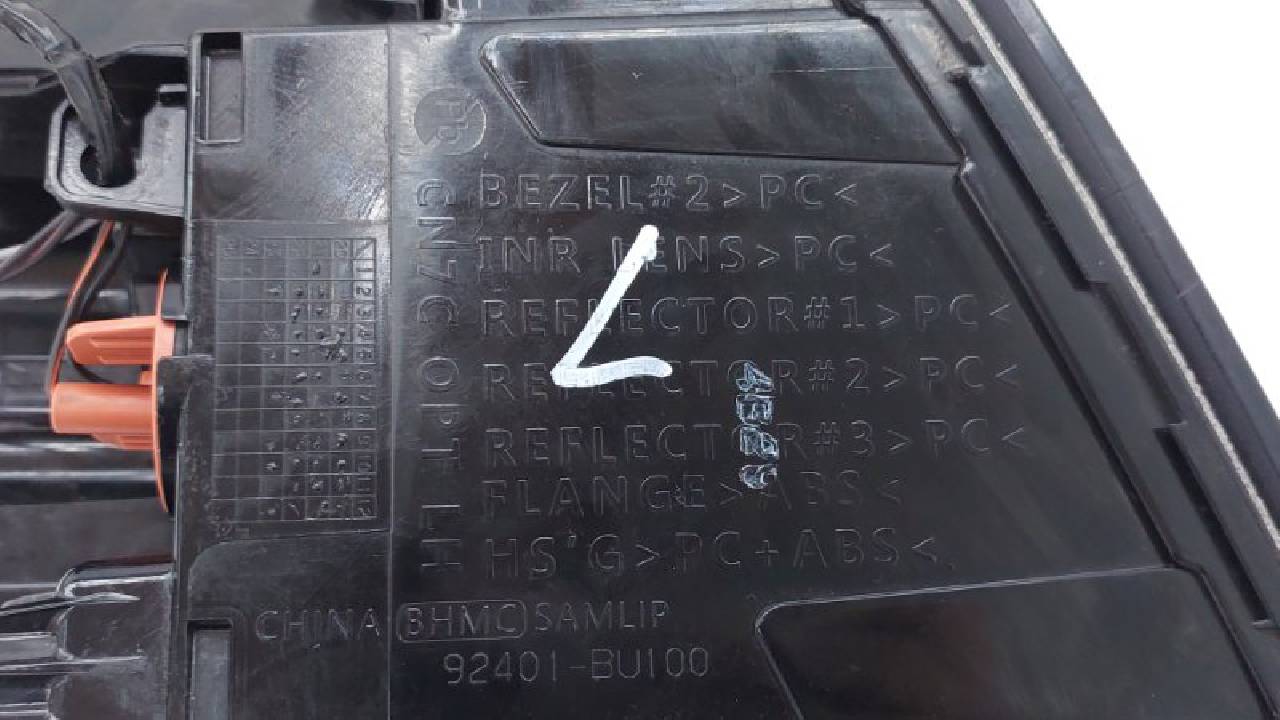 BEZEL#2>PC<
INR LENS>PC<
REFLECTOR#1>PC<
REFLECTOR#2>PC<
REFLECTOR#3>PC<
FLANGE>ABS<
HS'G>PC+ABS<
CN7C OPT LH
CHINA BHMC SAMLIP
92401-BU100